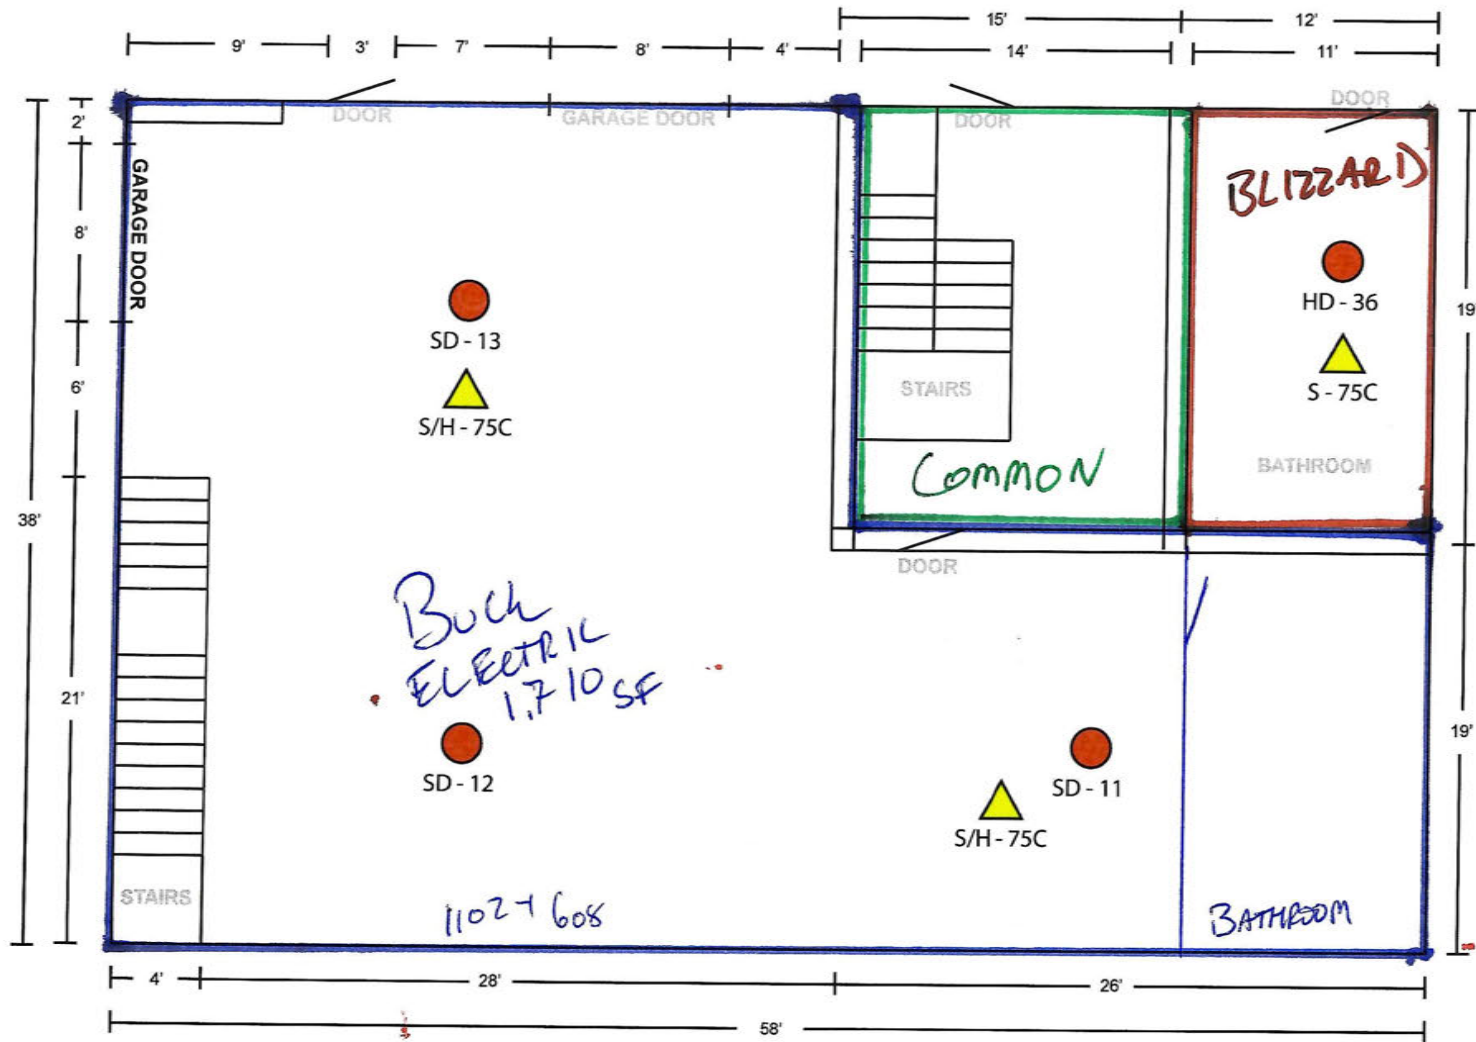 15'
12'
9'
3'
7'
8'
4'
14'
11'
DOOR
GARAGE DOOR
DOOR
DOOR
2'
GARAGE DOOR
8'
6'
38'
21'
BLIZZARD
HD - 36
S - 75C
BATHROOM
19'
SD - 13
S/H - 75C
STAIRS
COMMON
DOOR
Buch
ELECTRIC
1,710 SF
SD - 12
SD - 11
S/H - 75C
19'
STAIRS
1102 + 608
BATHROOM
4'
28'
26'
58'